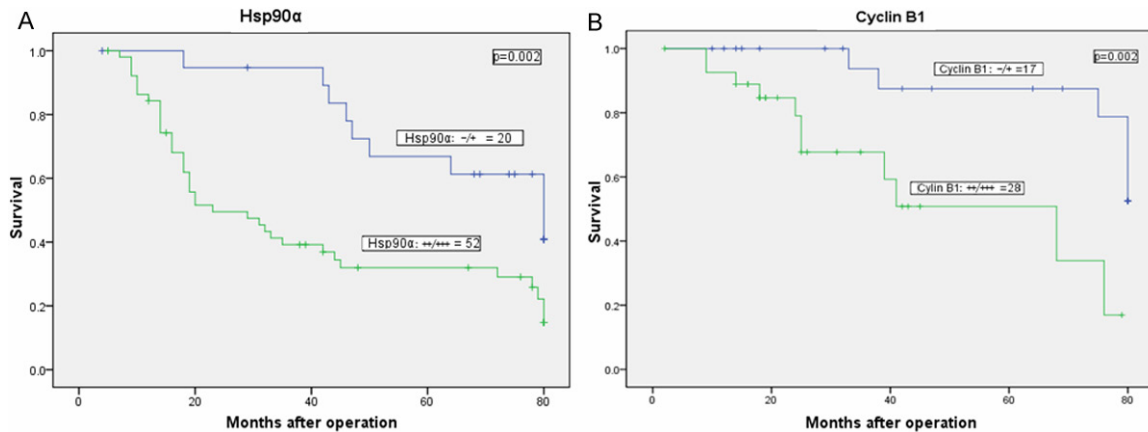 A
Hsp90α
p=0.002
1.0
0.8
0.6
0.4
0.2
0.0
Survival
Hsp90α: −/+ = 20
Hsp90α: ++/+++ = 52
0 20 40 60 80
Months after operation
B
Cyclin B1
p=0.002
1.0
0.8
0.6
0.4
0.2
0.0
Survival
Cyclin B1: −/+ =17
Cylin B1: ++/+++ =28
0 20 40 60 80
Months after operation